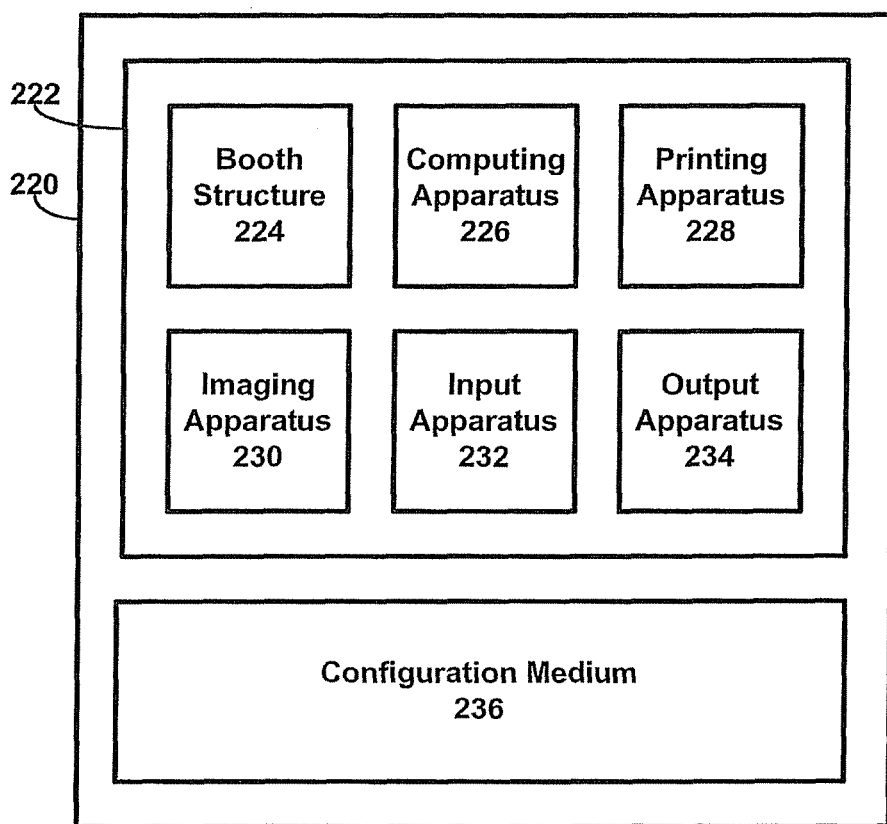 222
220
Booth
Structure
224
Computing
Apparatus
226
Printing
Apparatus
228
Imaging
Apparatus
230
Input
Apparatus
232
Output
Apparatus
234
Configuration Medium
236